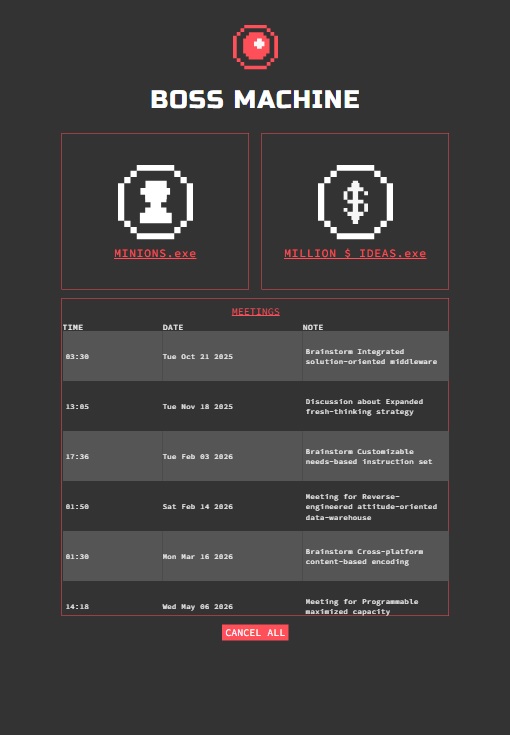 BOSS MACHINE
MINIONS.exe
MILLION $ IDEAS.exe
MEETINGS
TIME DATE NOTE
03:30 Tue Oct 21 2025 Brainstorm Integrated
solution-oriented middleware
13:05 Tue Nov 18 2025 Discussion about Expanded
fresh-thinking strategy
17:36 Tue Feb 03 2026 Brainstorm Customizable
needs-based instruction set
01:50 Sat Feb 14 2026 Meeting for Reverse-
engineered attitude-oriented
data-warehouse
01:30 Mon Mar 16 2026 Brainstorm Cross-platform
content-based encoding
14:18 Wed May 06 2026 Meeting for Programmable
maximized capacity
CANCEL ALL